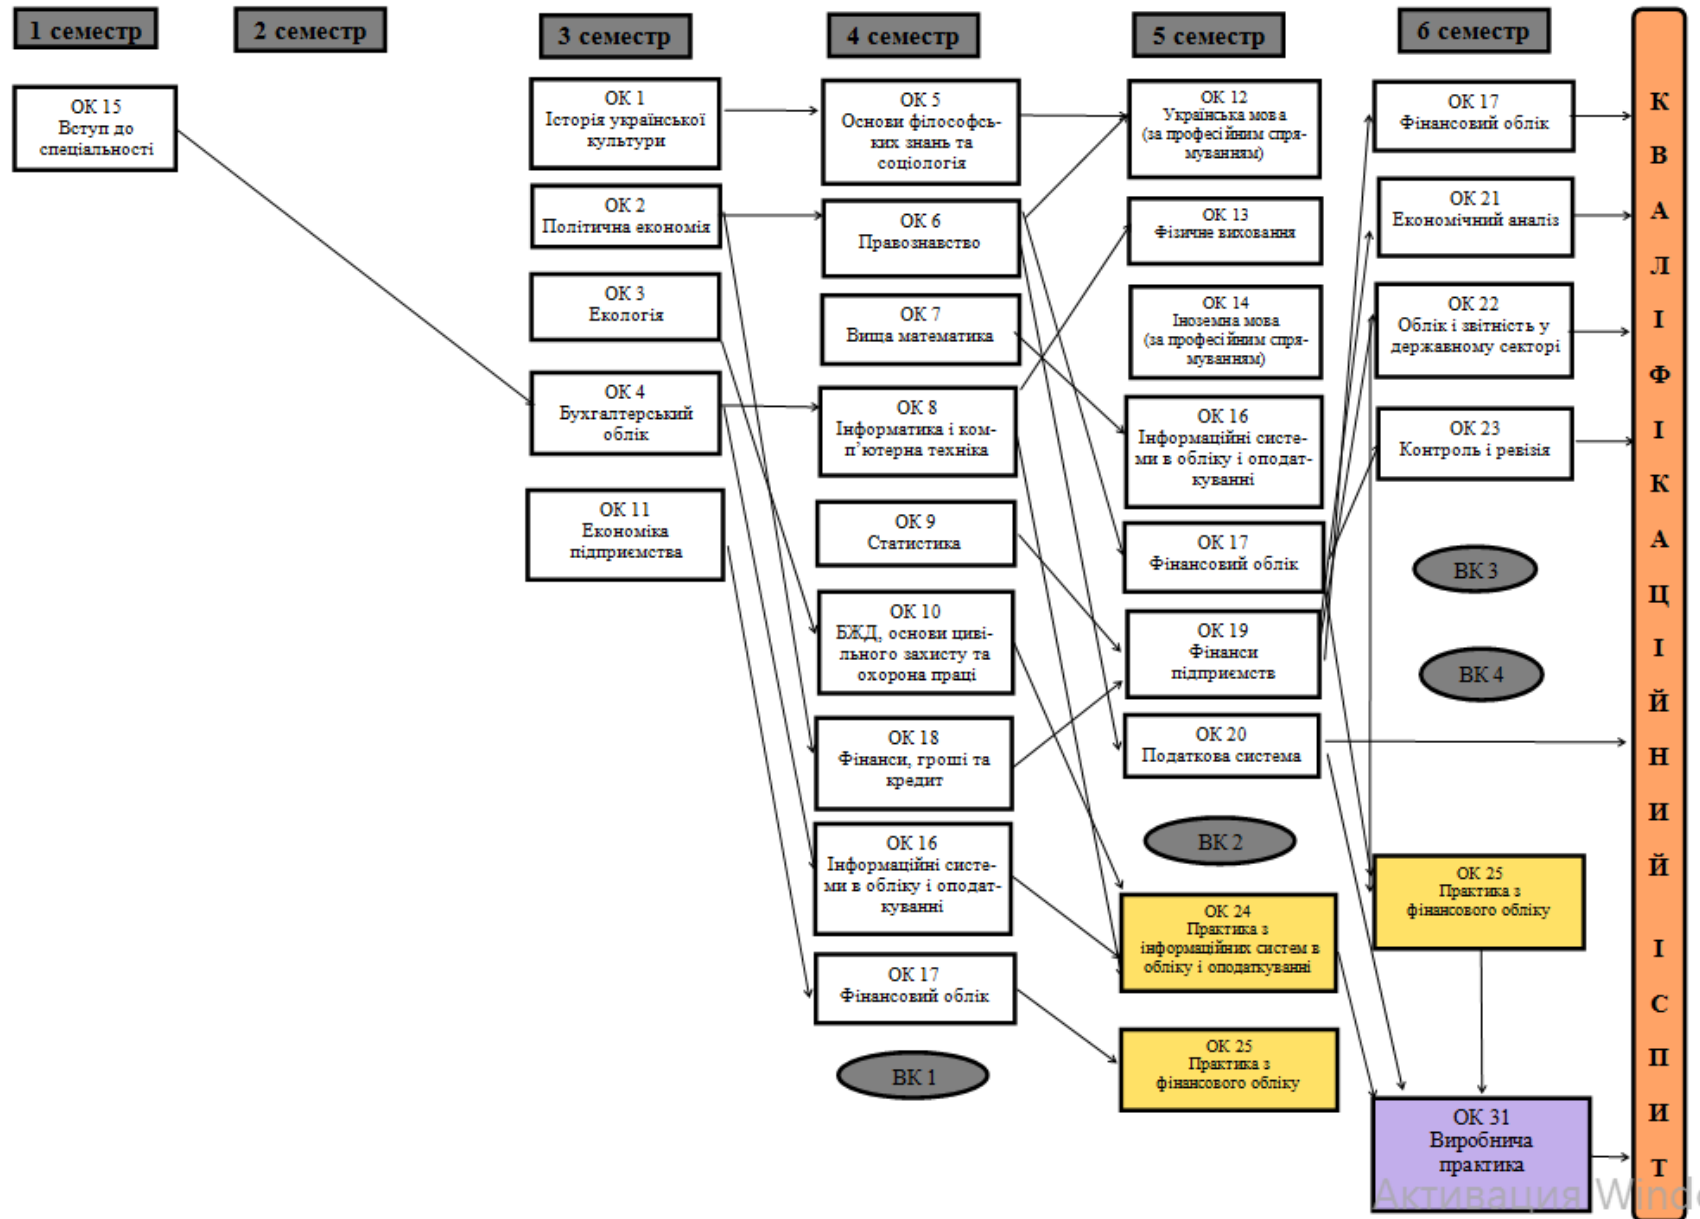 1 семестр
2 семестр
3 семестр
4 семестр
5 семестр
6 семестр
ОК 15
Вступ до
спеціальності
ОК 1
Історія української
культури
ОК 2
Політична економія
ОК 3
Екологія
ОК 4
Бухгалтерський
облік
ОК 11
Економіка
підприємства
ОК 5
Основи філософсь-
ких знань та
соціологія
ОК 6
Правознавство
ОК 7
Вища математика
ОК 8
Інформатика і ком-
п’ютерна техніка
ОК 9
Статистика
ОК 10
БЖД, основи циві-
льного захисту та
охорона праці
ОК 18
Фінанси, гроші та
кредит
ОК 16
Інформаційні систе-
ми в обліку і оподат-
куванні
ОК 17
Фінансовий облік
ВК 1
ОК 12
Українська мова
(за професійним спря-
муванням)
ОК 13
Фізичне виховання
ОК 14
Іноземна мова
(за професійним спря-
муванням)
ОК 16
Інформаційні систе-
ми в обліку і оподат-
куванні
ОК 17
Фінансовий облік
ОК 19
Фінанси
підприємств
ОК 20
Податкова система
ВК 2
ОК 24
Практика з
інформаційних систем в
обліку і оподаткуванні
ОК 25
Практика з
фінансового обліку
ОК 17
Фінансовий облік
ОК 21
Економічний аналіз
ОК 22
Облік і звітність у
державному секторі
ОК 23
Контроль і ревізія
ВК 3
ВК 4
ОК 25
Практика з
фінансового обліку
ОК 31
Виробнича
практика
КВАЛІФІКАЦІЙНИЙ ІСПИТ
Активация Windo